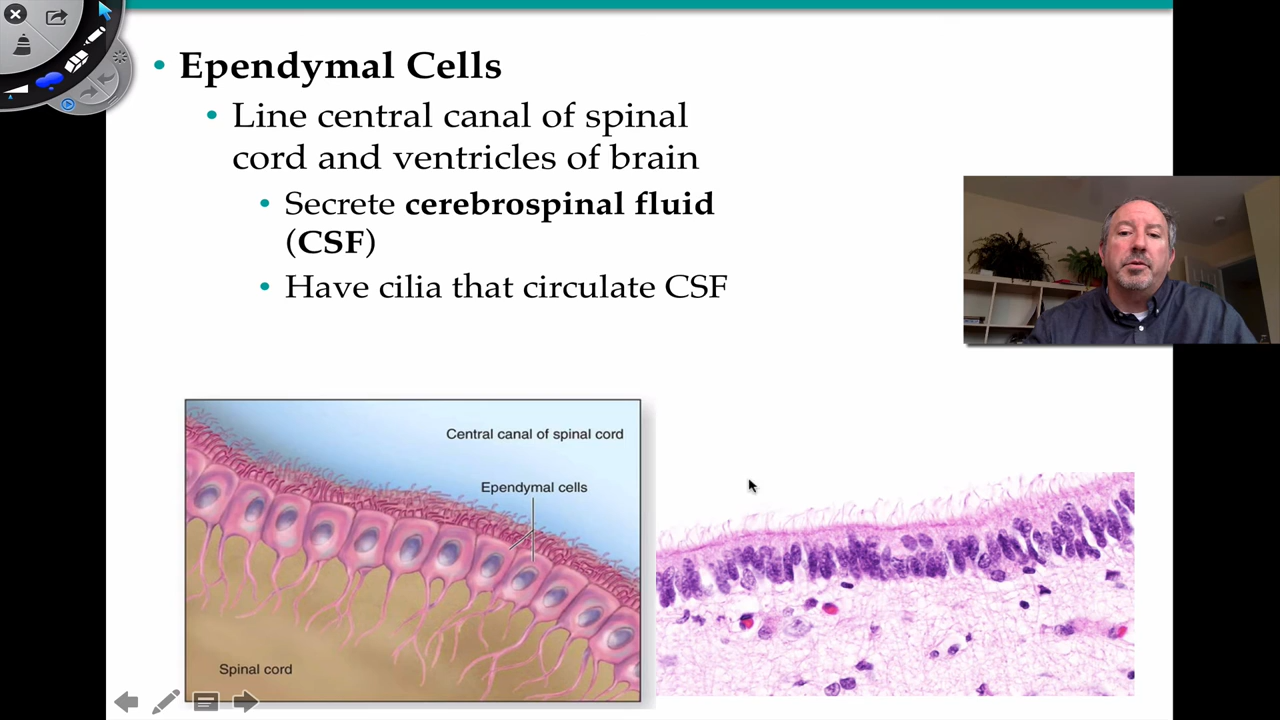 Ependymal Cells
Line central canal of spinal
cord and ventricles of brain
Secrete cerebrospinal fluid
(CSF)
Have cilia that circulate CSF
Central canal of spinal cord
Ependymal cells
Spinal cord